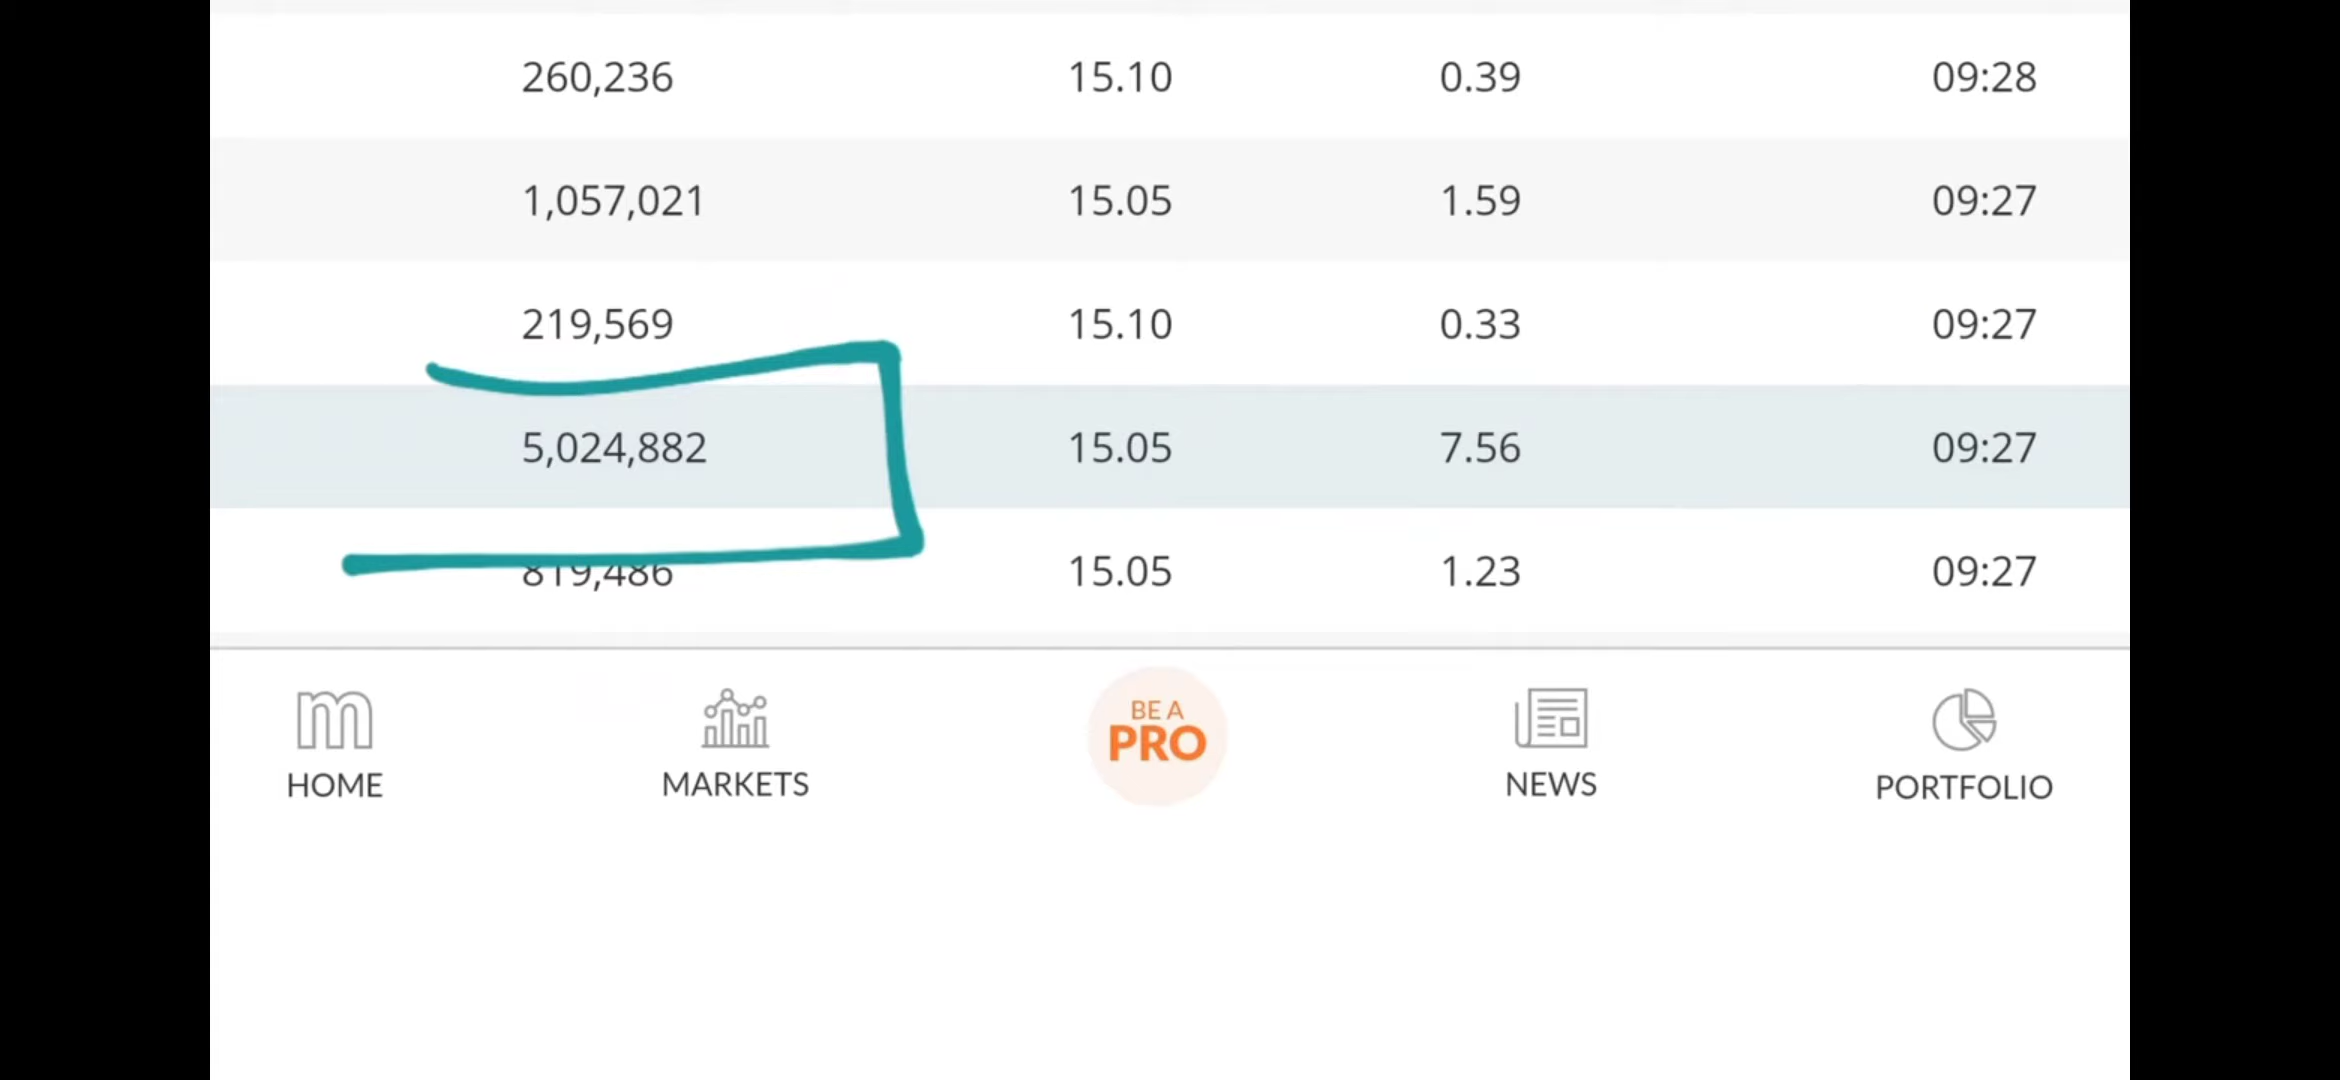 260,236 15.10 0.39 09:28
1,057,021 15.05 1.59 09:27
219,569 15.10 0.33 09:27
5,024,882 15.05 7.56 09:27
819,486 15.05 1.23 09:27
m
BE A
PRO
HOME MARKETS NEWS PORTFOLIO